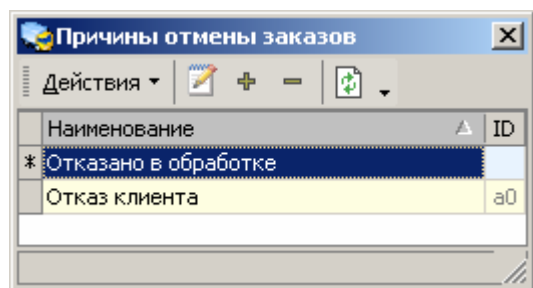 Причины отмены заказов
Действия
Наименование ID
* Отказано в обработке
Отказ клиента a0